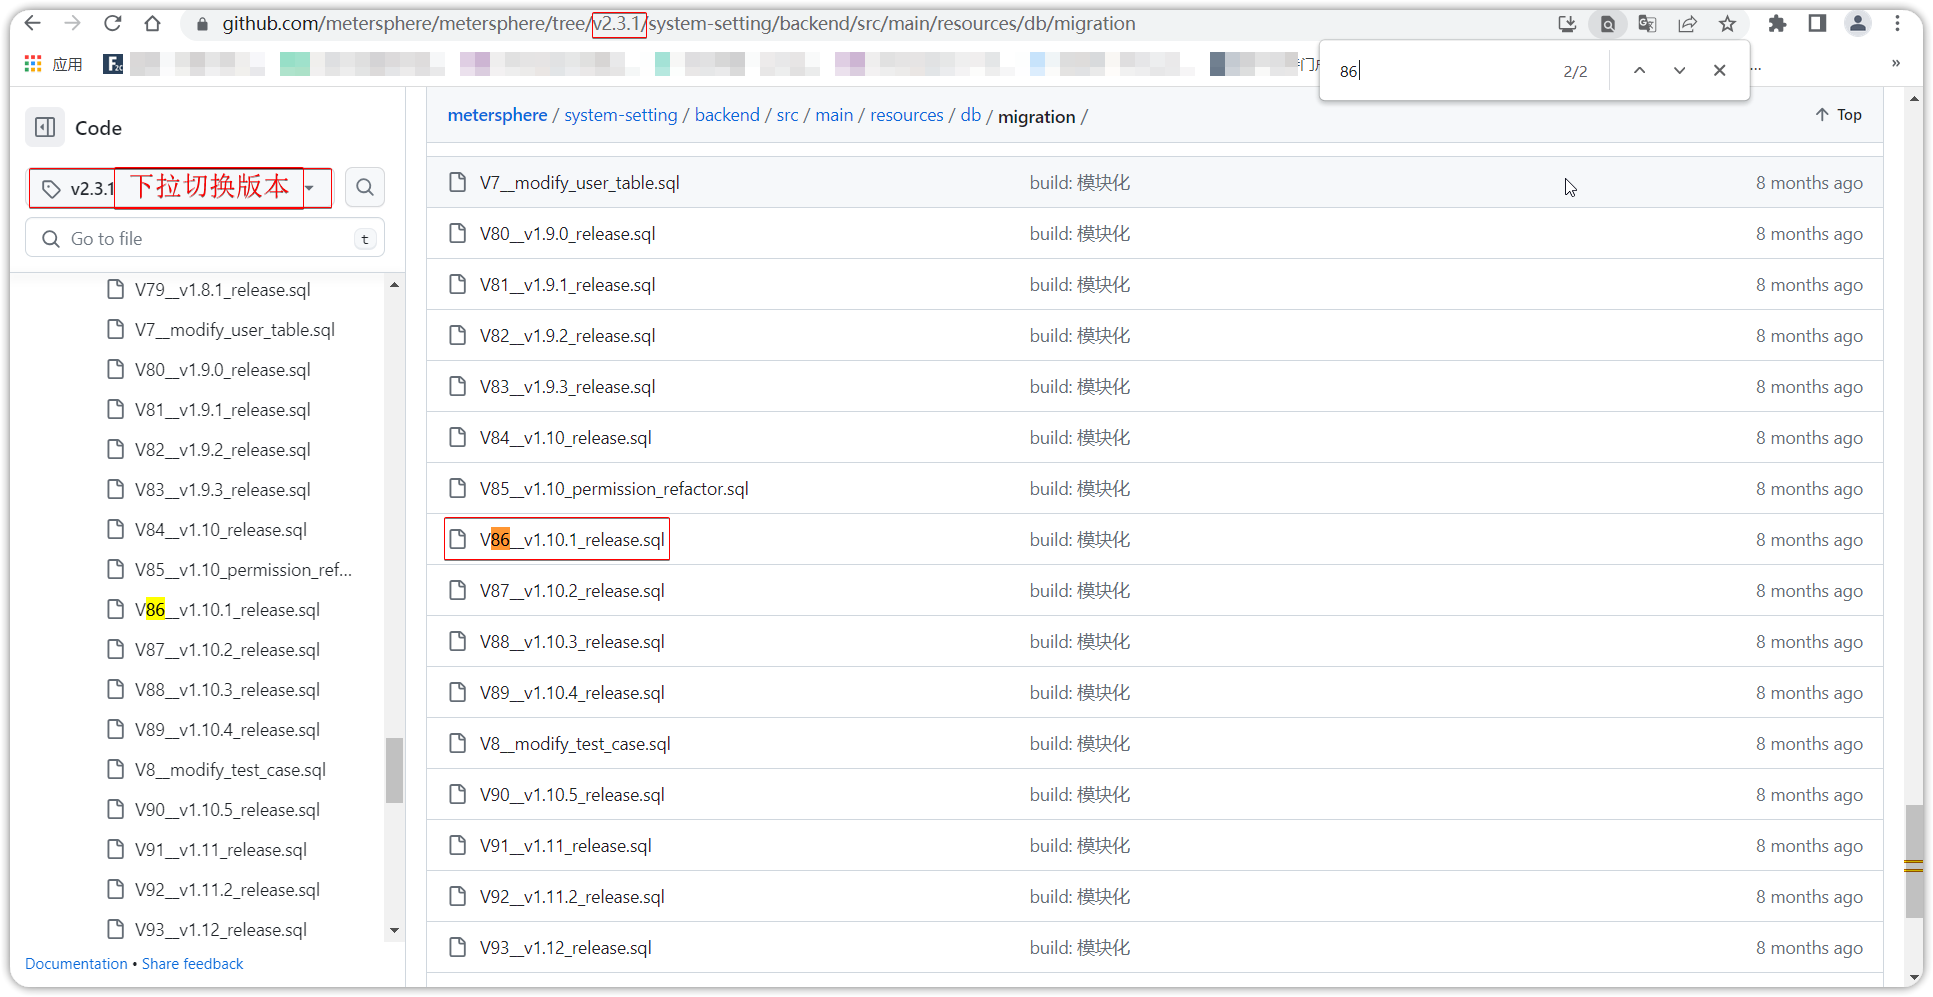 github.com/metersphere/metersphere/tree/v2.3.1/system-setting/backend/src/main/resources/db/migration
应用
86
2/2
Code
metersphere / system-setting / backend / src / main / resources / db / migration /
Top
v2.3.1
下拉切换版本
Go to file
t
V79__v1.8.1_release.sql
V7__modify_user_table.sql
V80__v1.9.0_release.sql
V81__v1.9.1_release.sql
V82__v1.9.2_release.sql
V83__v1.9.3_release.sql
V84__v1.10_release.sql
V85__v1.10_permission_ref...
V86__v1.10.1_release.sql
V87__v1.10.2_release.sql
V88__v1.10.3_release.sql
V89__v1.10.4_release.sql
V8__modify_test_case.sql
V90__v1.10.5_release.sql
V91__v1.11_release.sql
V92__v1.11.2_release.sql
V93__v1.12_release.sql
Documentation • Share feedback
V7__modify_user_table.sql build: 模块化 8 months ago
V80__v1.9.0_release.sql build: 模块化 8 months ago
V81__v1.9.1_release.sql build: 模块化 8 months ago
V82__v1.9.2_release.sql build: 模块化 8 months ago
V83__v1.9.3_release.sql build: 模块化 8 months ago
V84__v1.10_release.sql build: 模块化 8 months ago
V85__v1.10_permission_refactor.sql build: 模块化 8 months ago
V86__v1.10.1_release.sql build: 模块化 8 months ago
V87__v1.10.2_release.sql build: 模块化 8 months ago
V88__v1.10.3_release.sql build: 模块化 8 months ago
V89__v1.10.4_release.sql build: 模块化 8 months ago
V8__modify_test_case.sql build: 模块化 8 months ago
V90__v1.10.5_release.sql build: 模块化 8 months ago
V91__v1.11_release.sql build: 模块化 8 months ago
V92__v1.11.2_release.sql build: 模块化 8 months ago
V93__v1.12_release.sql build: 模块化 8 months ago